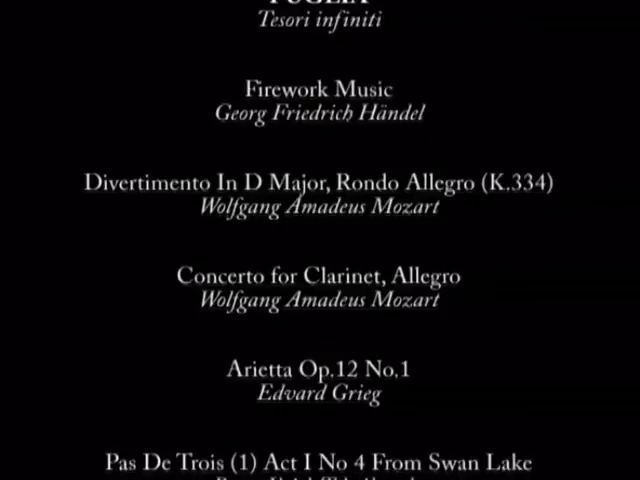 PUGLIA
Tesori infiniti
Firework Music
Georg Friedrich Händel
Divertimento In D Major, Rondo Allegro (K.334)
Wolfgang Amadeus Mozart
Concerto for Clarinet, Allegro
Wolfgang Amadeus Mozart
Arietta Op.12 No.1
Edvard Grieg
Pas De Trois (1) Act I No 4 From Swan Lake